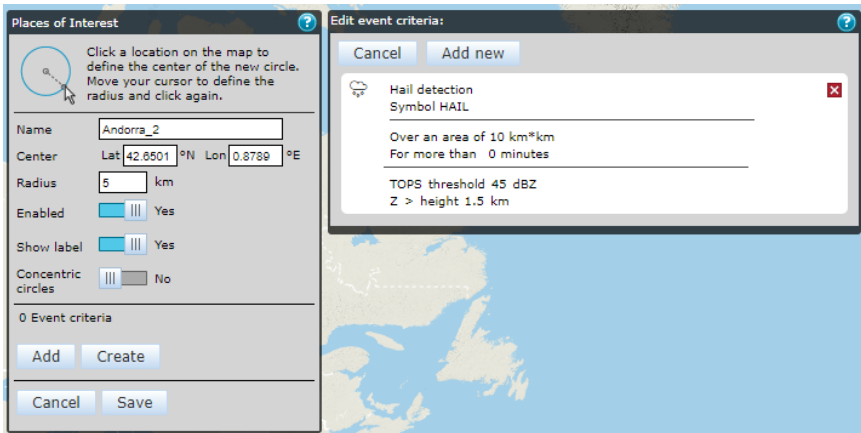 Places of Interest ?
Click a location on the map to
define the center of the new circle.
Move your cursor to define the
radius and click again.
Name Andorra_2
Center Lat 42.6501 °N Lon 0.8789 °E
Radius 5 km
Enabled Yes
Show label Yes
Concentric
circles No
0 Event criteria
Add Create
Cancel Save
Edit event criteria: ?
Cancel Add new
Hail detection
Symbol HAIL
Over an area of 10 km*km
For more than 0 minutes
TOPS threshold 45 dBZ
Z > height 1.5 km